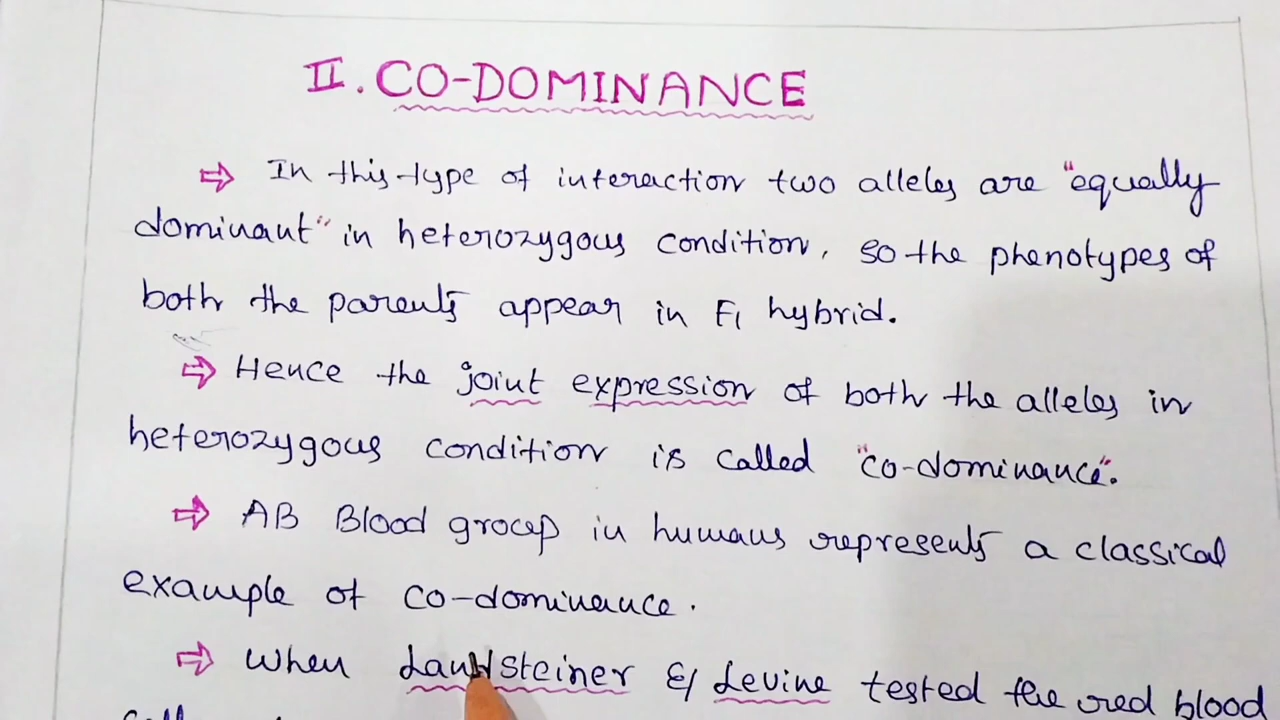 II. CO-DOMINANCE
⇒ In this type of interaction two alleles are "equally
dominant" in heterozygous condition, so the phenotypes of
both the parents appear in F1 hybrid.
⇒ Hence the joint expression of both the alleles in
heterozygous condition is called "co-dominance".
⇒ AB Blood group in humans represents a classical
example of co-dominance.
⇒ When Landsteiner & Levine tested the red blood